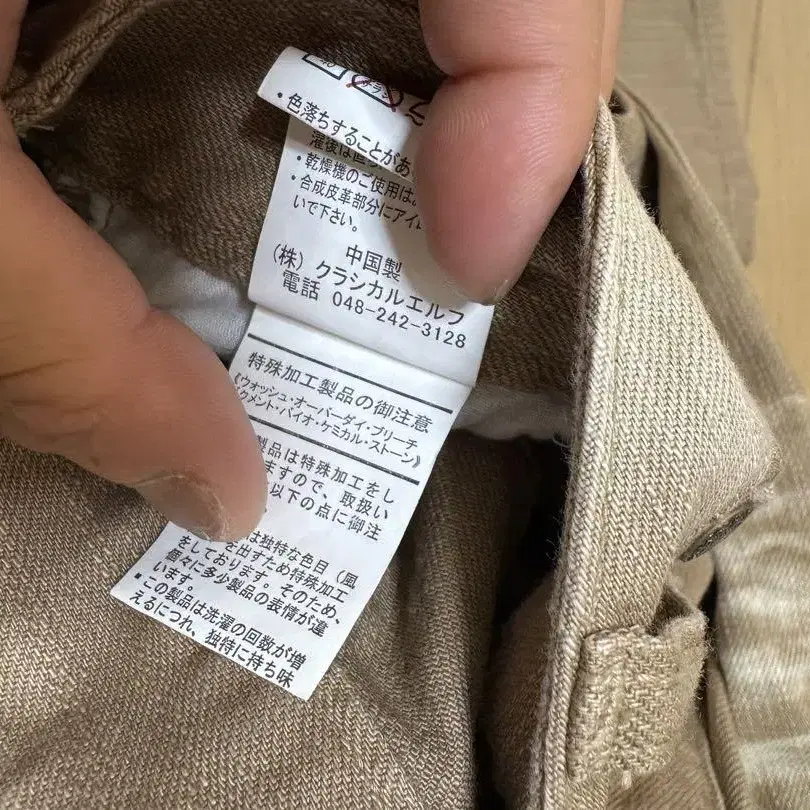 ・色落ちすることがあ
濯後は
・乾燥機のご使用は
・合成皮革部分にアイ
いで下さい。
中国製
(株) クラシカルエルフ
電話 048-242-3128
特殊加工製品の御注意
《ウォッシュ・オーバーダイ・ブリーチ
グメント・バイオ・ケミカル・ストーン》
製品は特殊加工をし
ますので、取扱い
以下の点に御注
は独特な色目(風
を出すため特殊加工
をしております。そのため、
個々に多少製品の表情が違
います。
・この製品は洗濯の回数が増
えるにつれ、独特に持ち味